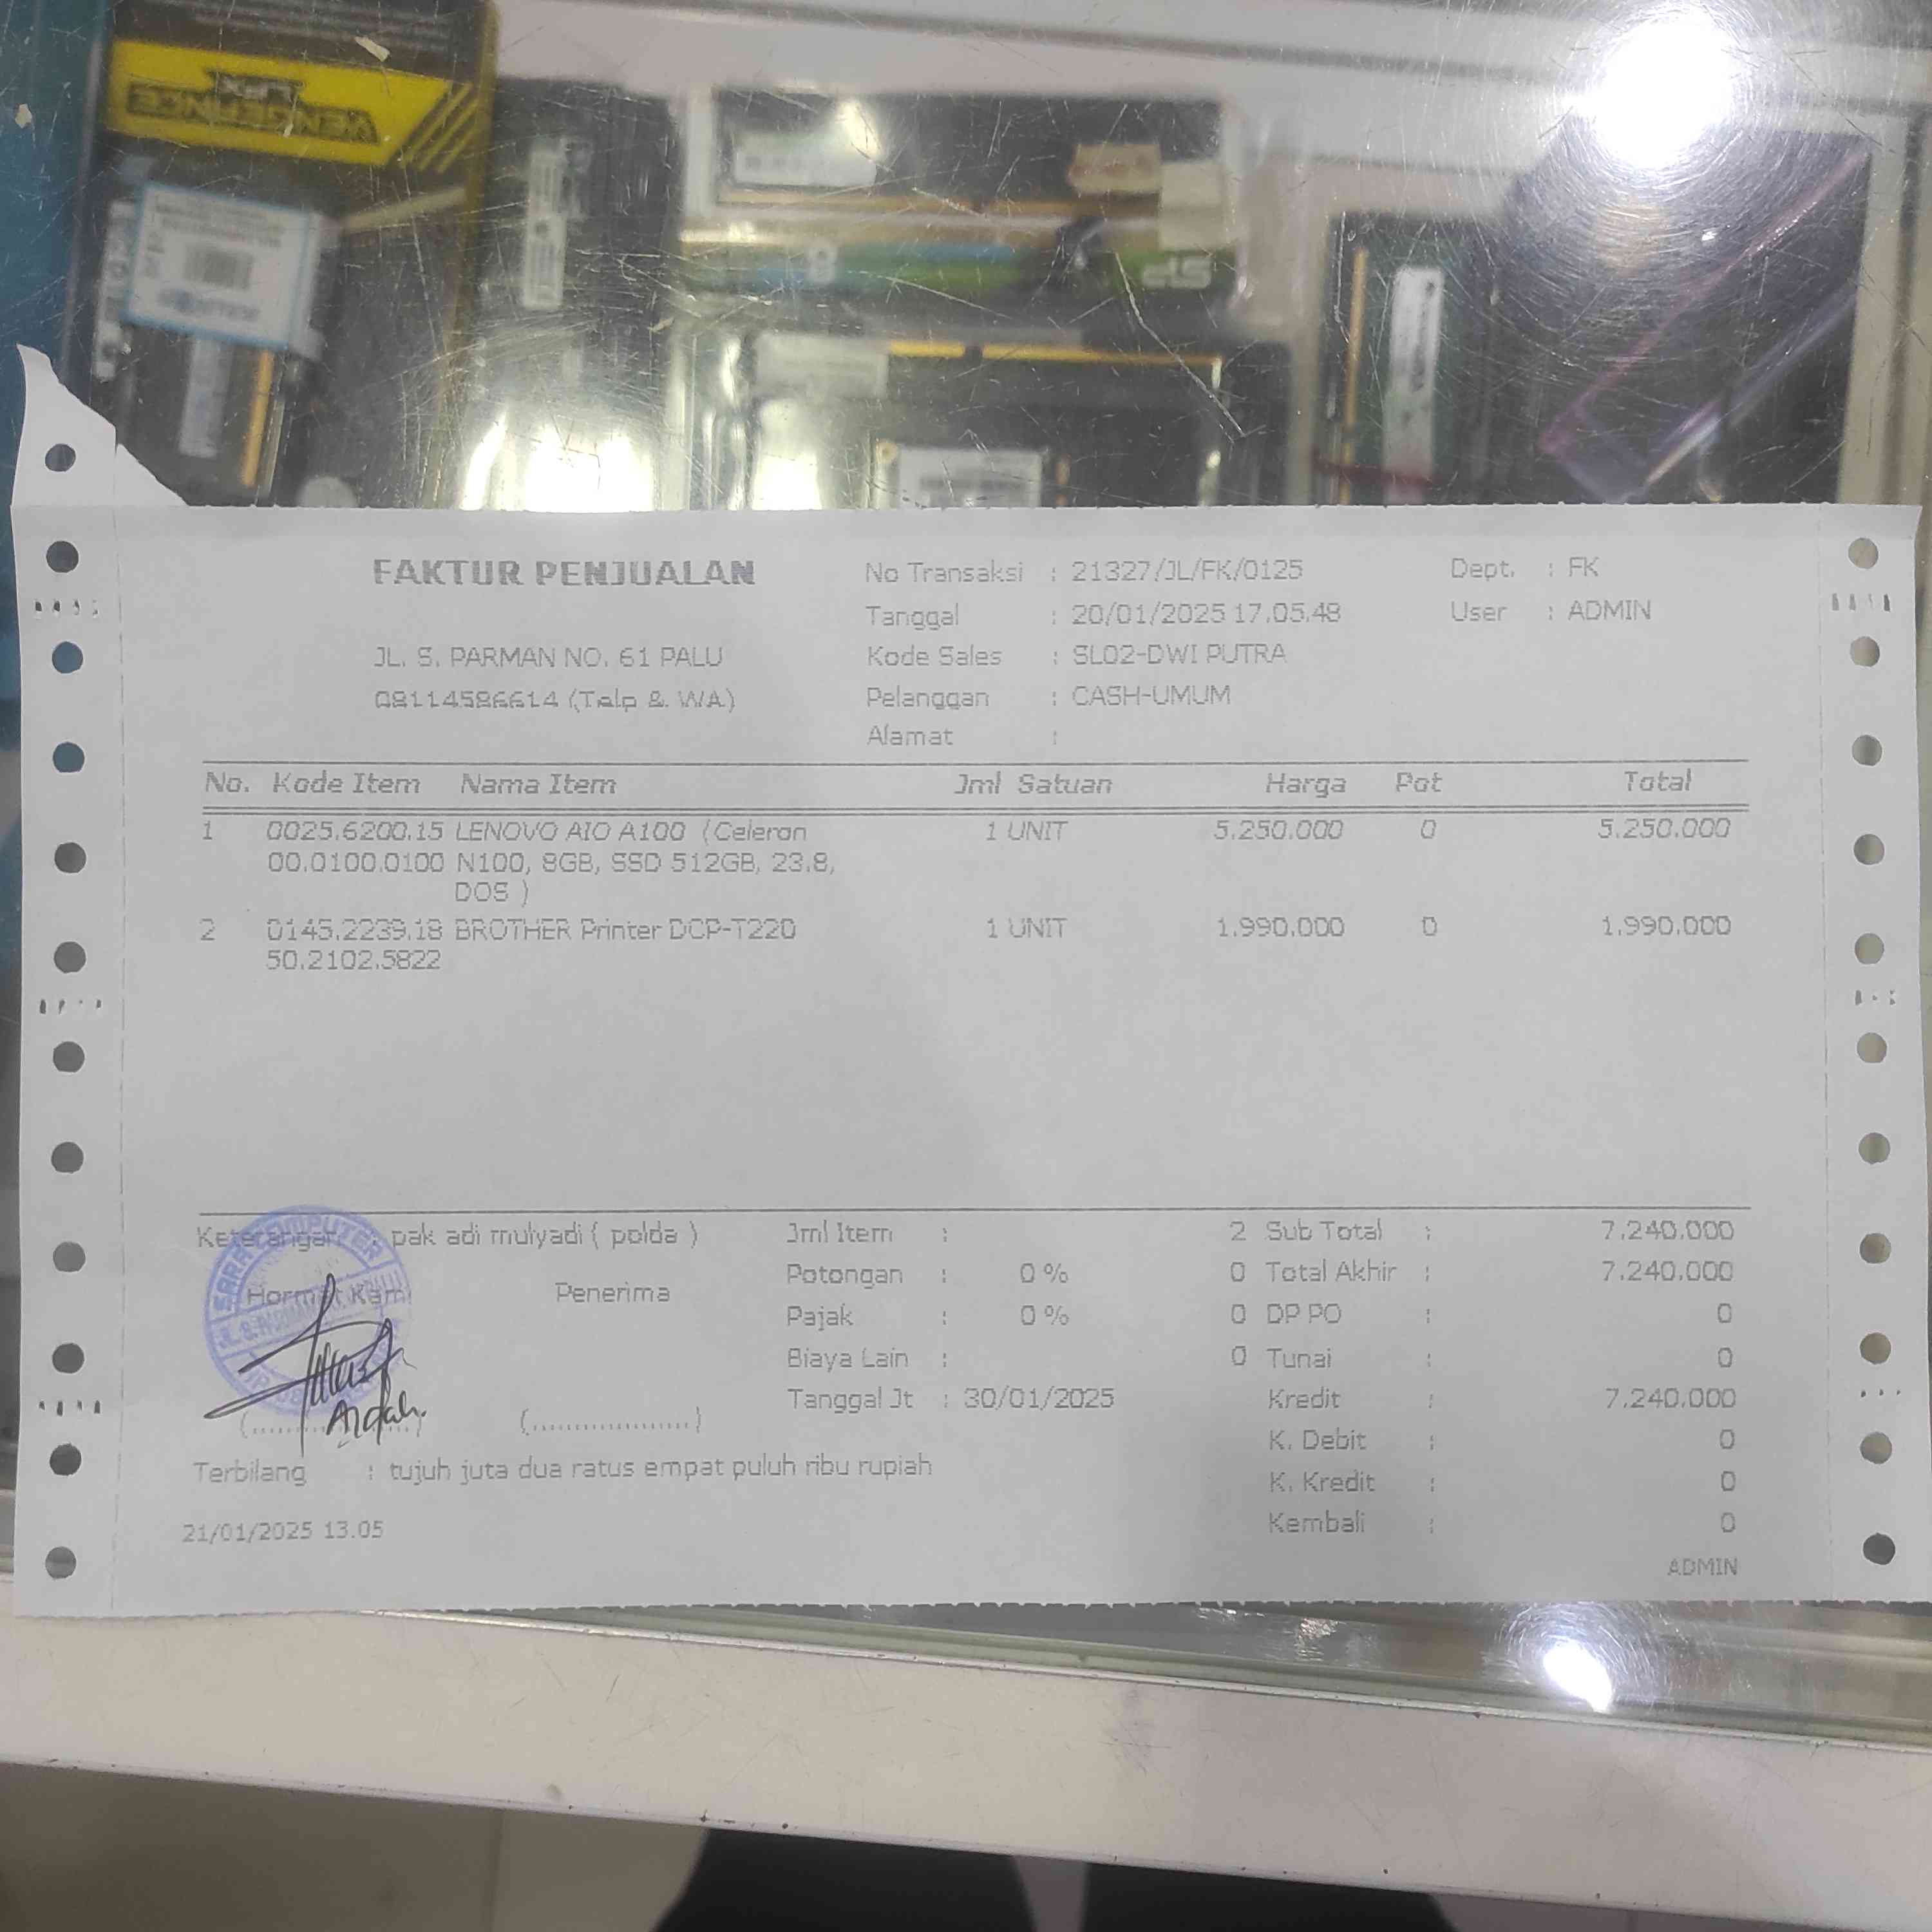 VENGEANCE
LPX
SP
FAKTUR PENJUALAN
No Transaksi : 21327/JL/FK/0125
Dept. : FK
Tanggal : 20/01/2025 17.05.48
User : ADMIN
JL. S. PARMAN NO. 61 PALU
Kode Sales : SL02-DWI PUTRA
08114586614 (Telp & WA)
Pelanggan : CASH-UMUM
Alamat :
No. Kode Item Nama Item Jml Satuan Harga Pot Total
1 0025.6200.15 LENOVO AIO A100 (Celeron 1 UNIT 5.250.000 0 5.250.000
00.0100.0100 N100, 8GB, SSD 512GB, 23.8,
DOS )
2 0145.2239.18 BROTHER Printer DCP-T220 1 UNIT 1.990.000 0 1.990.000
50.2102.5822
Keterangan : pak adi mulyadi ( polda )
Jml Item : 2 Sub Total : 7.240.000
Potongan : 0 % 0 Total Akhir : 7.240.000
Hormat Kami
Penerima
Pajak : 0 % 0 DP PO : 0
Biaya Lain : 0 Tunai : 0
Tanggal Jt : 30/01/2025 Kredit : 7.240.000
COMPUTER
(....................) (....................)
K. Debit : 0
Terbilang : tujuh juta dua ratus empat puluh ribu rupiah
K. Kredit : 0
Kembali : 0
21/01/2025 13.05
ADMIN